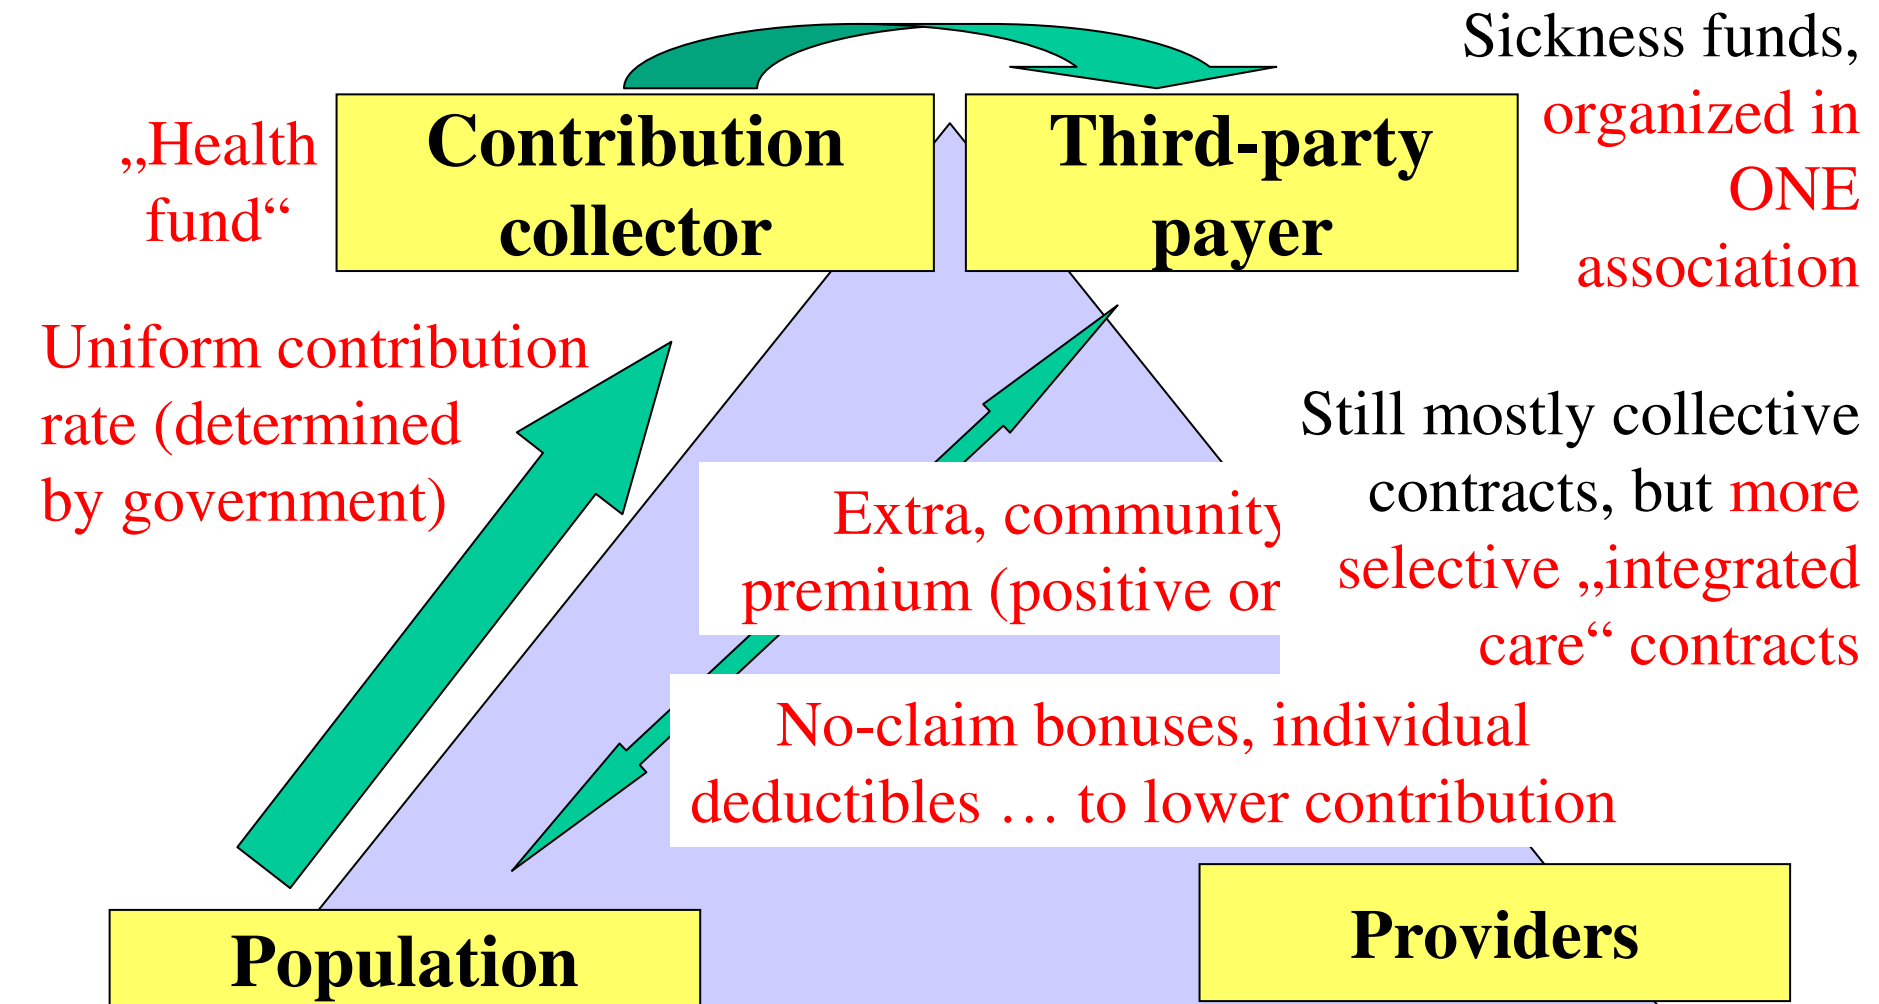 Sickness funds,
organized in
ONE
association
„Health
fund“
Contribution
collector
Third-party
payer
Uniform contribution
rate (determined
by government)
Extra, community
premium (positive or
Still mostly collective
contracts, but more
selective „integrated
care“ contracts
No-claim bonuses, individual
deductibles … to lower contribution
Population
Providers